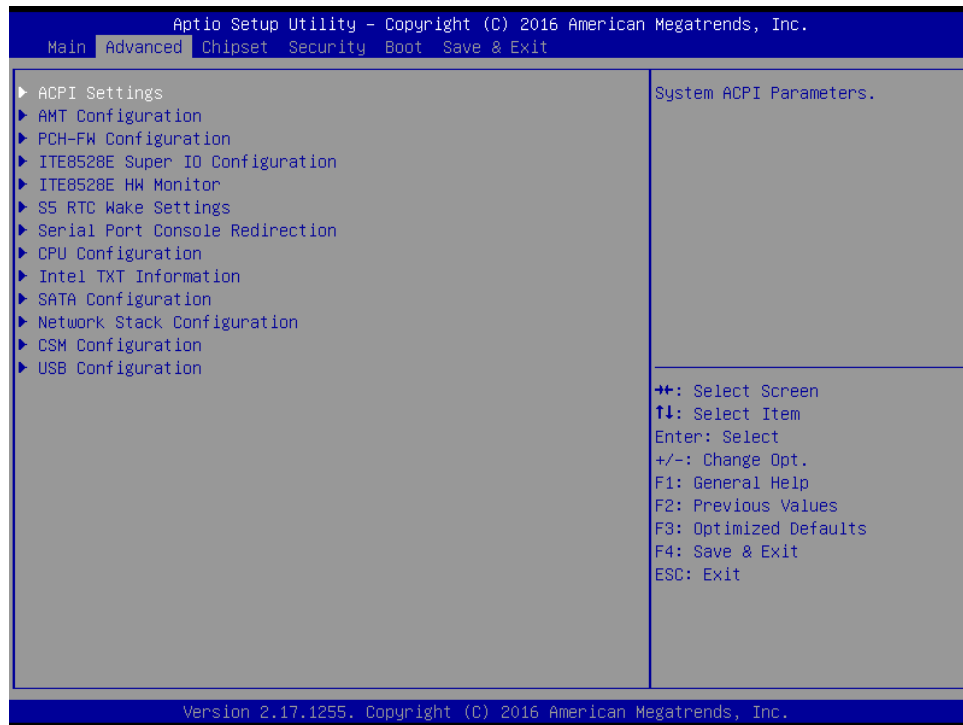 Aptio Setup Utility – Copyright (C) 2016 American Megatrends, Inc.
Main Advanced Chipset Security Boot Save & Exit
▶ ACPI Settings
▶ AMT Configuration
▶ PCH-FW Configuration
▶ ITE8528E Super IO Configuration
▶ ITE8528E HW Monitor
▶ S5 RTC Wake Settings
▶ Serial Port Console Redirection
▶ CPU Configuration
▶ Intel TXT Information
▶ SATA Configuration
▶ Network Stack Configuration
▶ CSM Configuration
▶ USB Configuration
System ACPI Parameters.
→←: Select Screen
↑↓: Select Item
Enter: Select
+/-: Change Opt.
F1: General Help
F2: Previous Values
F3: Optimized Defaults
F4: Save & Exit
ESC: Exit
Version 2.17.1255. Copyright (C) 2016 American Megatrends, Inc.